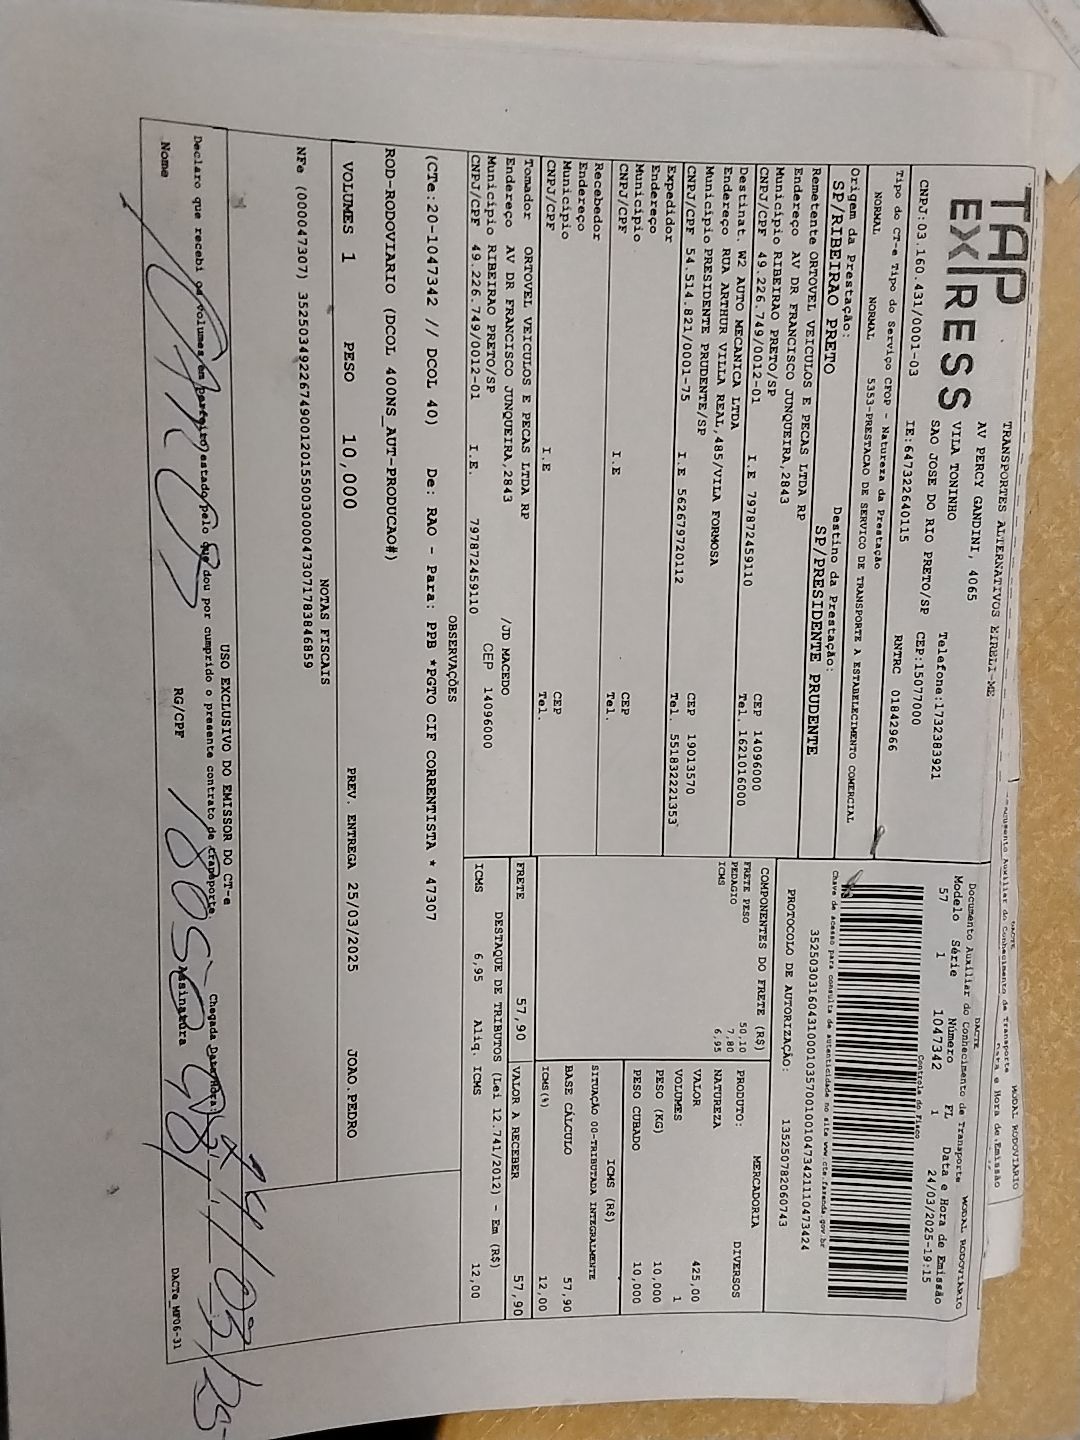 TAP
EXPRESS
TRANSPORTES ALTERNATIVOS EIRELI-ME
AV PERCY GANDINI, 4065
VILA TONINHO
SAO JOSE DO RIO PRETO/SP
Telefone:1732383921
CEP:15077000
CNPJ:03.160.431/0001-03
IE:647322640115
RNTRC 01842966
Tipo do CT-e Tipo do Serviço CFOP - Natureza da Prestação
NORMAL NORMAL 5353-PRESTACAO DE SERVICO DE TRANSPORTE A ESTABELECIMENTO COMERCIAL
Origem da Prestação: Destino da Prestação:
SP/RIBEIRAO PRETO SP/PRESIDENTE PRUDENTE
Remetente ORTOVEL VEICULOS E PECAS LTDA RP
Endereço AV DR FRANCISCO JUNQUEIRA,2843
Município RIBEIRAO PRETO/SP CEP 14096000
CNPJ/CPF 49.226.749/0012-01 I.E 797872459110 Tel. 1621016000
Destinat. W2 AUTO MECANICA LTDA
Endereço RUA ARTHUR VILLA REAL,485/VILA FORMOSA
Município PRESIDENTE PRUDENTE/SP CEP 19013570
CNPJ/CPF 54.514.821/0001-75 I.E 562679720112 Tel. 551832221353
Expedidor
Endereço
Município CEP
CNPJ/CPF I.E Tel.
Recebedor
Endereço
Município CEP
CNPJ/CPF I.E Tel.
Tomador ORTOVEL VEICULOS E PECAS LTDA RP
Endereço AV DR FRANCISCO JUNQUEIRA,2843 /JD MACEDO
Município RIBEIRAO PRETO/SP CEP 14096000
CNPJ/CPF 49.226.749/0012-01 I.E. 797872459110
DACTE
Documento Auxiliar do Conhecimento de Transporte MODAL RODOVIÁRIO
Modelo Série Número FL Data e Hora de Emissão
57 1 1047342 1 24/03/2025-19:15
Controle do Fisco
Chave de acesso para consulta de autenticidade no site www.cte.fazenda.gov.br
35250303160431000103570010010473421110473424
PROTOCOLO DE AUTORIZAÇÃO: 135250782060743
COMPONENTES DO FRETE (R$)
FRETE PESO 50,10
PEDAGIO 7,80
ICMS 6,95
MERCADORIA
PRODUTO: DIVERSOS
NATUREZA
VALOR 425,00
VOLUMES 1
PESO (KG) 10,000
PESO CUBADO 10,000
ICMS (R$)
SITUAÇÃO 00-TRIBUTADA INTEGRALMENTE
BASE CÁLCULO 57,90
ICMS(%) 12,00
FRETE 57,90 VALOR A RECEBER 57,90
DESTAQUE DE TRIBUTOS (Lei 12.741/2012) - Em (R$)
ICMS 6,95 Aliq. ICMS 12,00
OBSERVAÇÕES
(CTe:20-1047342 // DCOL 40) De: RAO - Para: PPB *PGTO CIF CORRENTISTA * 47307
ROD-RODOVIARIO (DCOL 400NS_AUT-PRODUCAO#)
VOLUMES 1 PESO 10,000 PREV. ENTREGA 25/03/2025 JOAO.PEDRO
NOTAS FISCAIS
NFe (000047307) 35250349226749001201550030000473071783846859
USO EXCLUSIVO DO EMISSOR DO CT-e
Declaro que recebi os volumes em perfeito estado pelo que dou por cumprido o presente contrato de transporte. Chegada Data/Hora
Nome RG/CPF Assinatura
DACTe_MF06-31